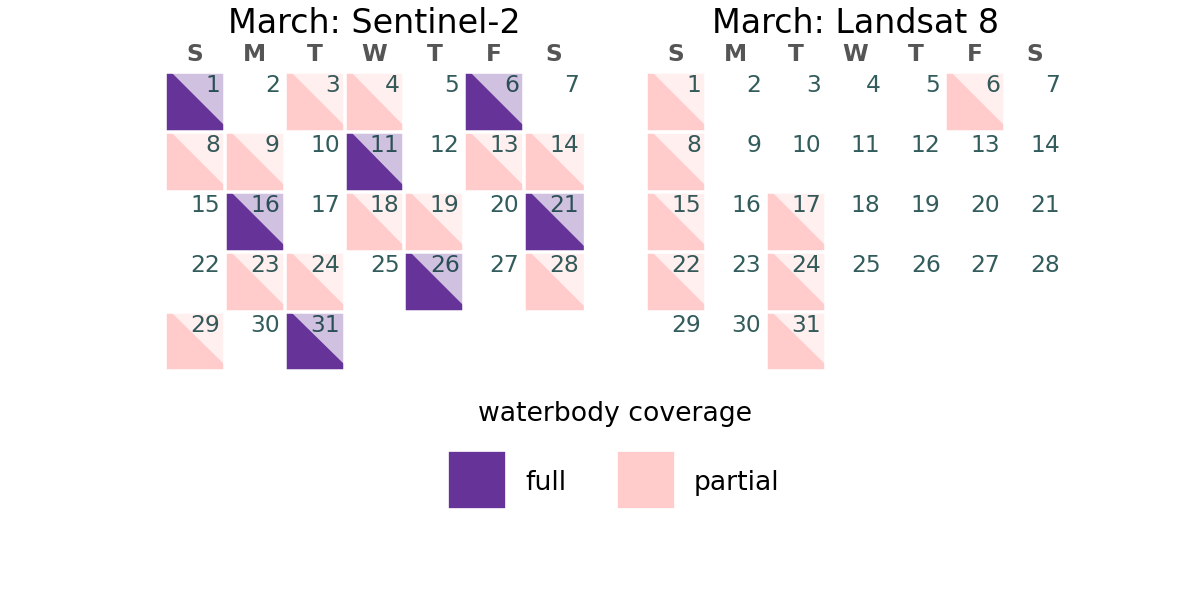 March: Sentinel-2
S M T W T F S
1 2 3 4 5 6 7
8 9 10 11 12 13 14
15 16 17 18 19 20 21
22 23 24 25 26 27 28
29 30 31
March: Landsat 8
S M T W T F S
1 2 3 4 5 6 7
8 9 10 11 12 13 14
15 16 17 18 19 20 21
22 23 24 25 26 27 28
29 30 31
waterbody coverage
full
partial